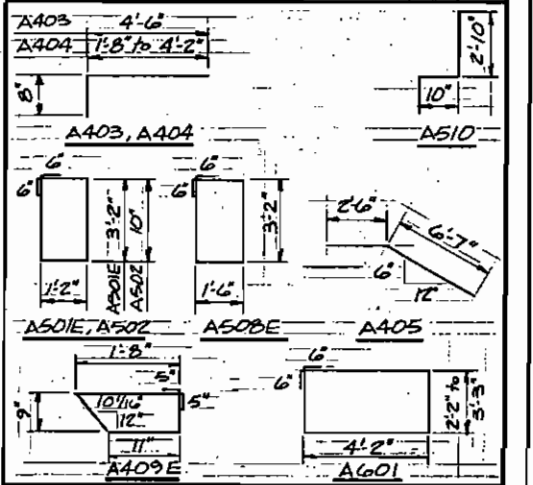 A403 4'-6"
A404 1'-8" to 4'-2"
8"
A403, A404
2'-10"
10"
A510
6"
6"
3'-2"
10"
A501E
A502
1'-2"
A501E, A502
6"
6"
3'-2"
1'-6"
A508E
2'-6"
6'-7"
6"
12"
A405
1'-8"
5"
5"
9"
10 1/16"
12"
11"
A409E
6"
6"
2'-2" to
3'-3"
4'-2"
A601